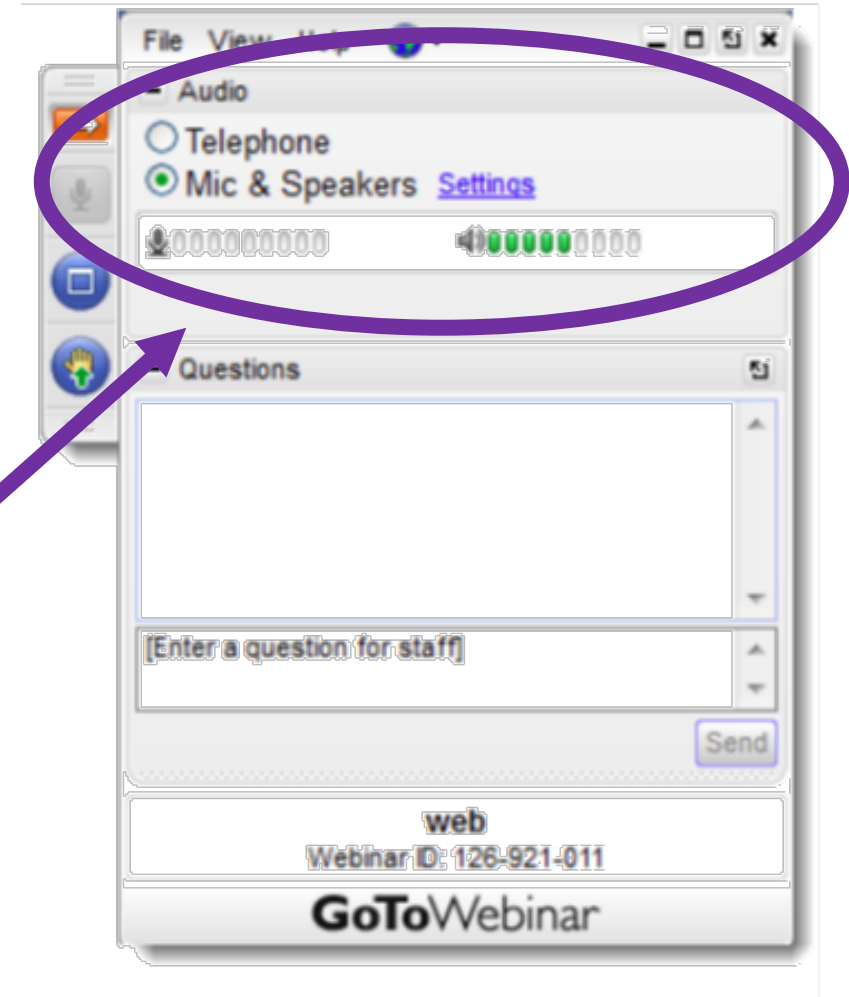 File View Help
Audio
Telephone
Mic & Speakers Settings
Questions
[Enter a question for staff]
Send
web
Webinar ID: 126-921-011
GoToWebinar